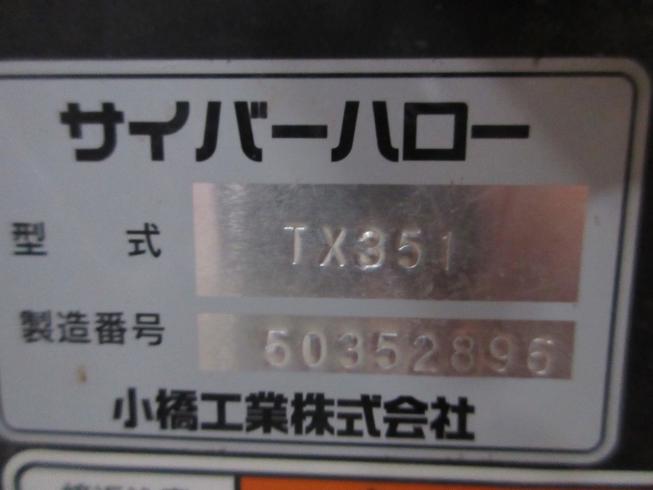 サイバーハロー
型 式 TX351
製造番号 50352896
小橋工業株式会社